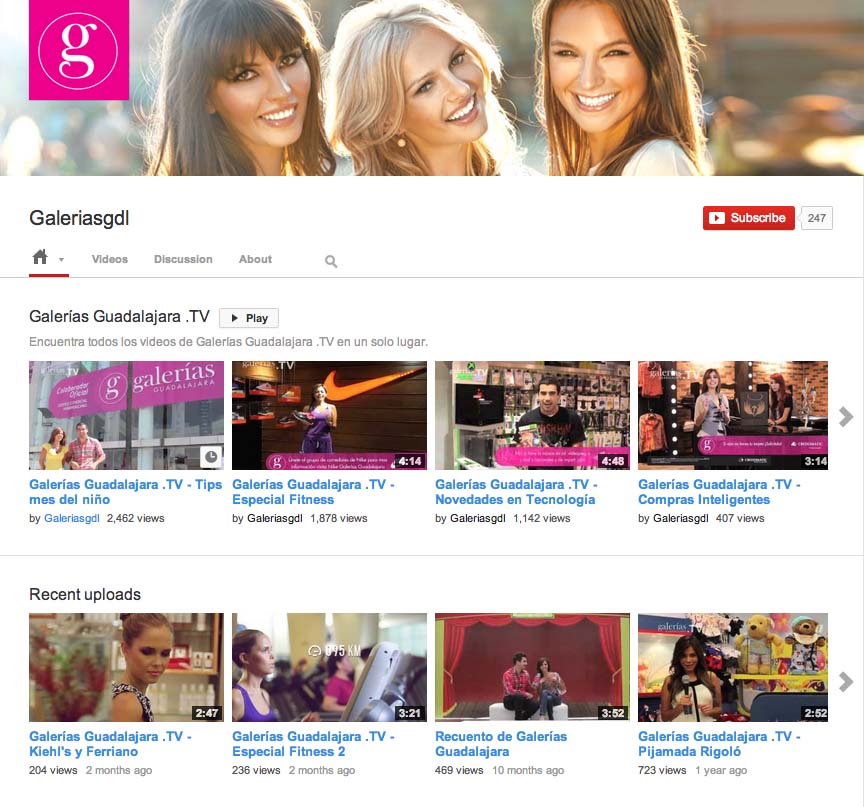 g
Galeriasgdl
Subscribe 247
Videos Discussion About
Galerías Guadalajara .TV Play
Encuentra todos los videos de Galerías Guadalajara .TV en un solo lugar.
galerías.TV
Colaborador
Oficial
g galerías
GUADALAJARA
4:14
4:48
3:14
Galerías Guadalajara .TV - Tips
mes del niño
by Galeriasgdl 2,462 views
Galerías Guadalajara .TV -
Especial Fitness
by Galeriasgdl 1,878 views
Galerías Guadalajara .TV -
Novedades en Tecnología
by Galeriasgdl 1,142 views
Galerías Guadalajara .TV -
Compras Inteligentes
by Galeriasgdl 407 views
Recent uploads
2:47
695 KM
3:21
3:52
galerías.TV
2:52
Galerías Guadalajara .TV -
Kiehl's y Ferriano
204 views 2 months ago
Galerías Guadalajara .TV -
Especial Fitness 2
236 views 2 months ago
Recuento de Galerías
Guadalajara
469 views 10 months ago
Galerías Guadalajara .TV -
Pijamada Rigoló
723 views 1 year ago